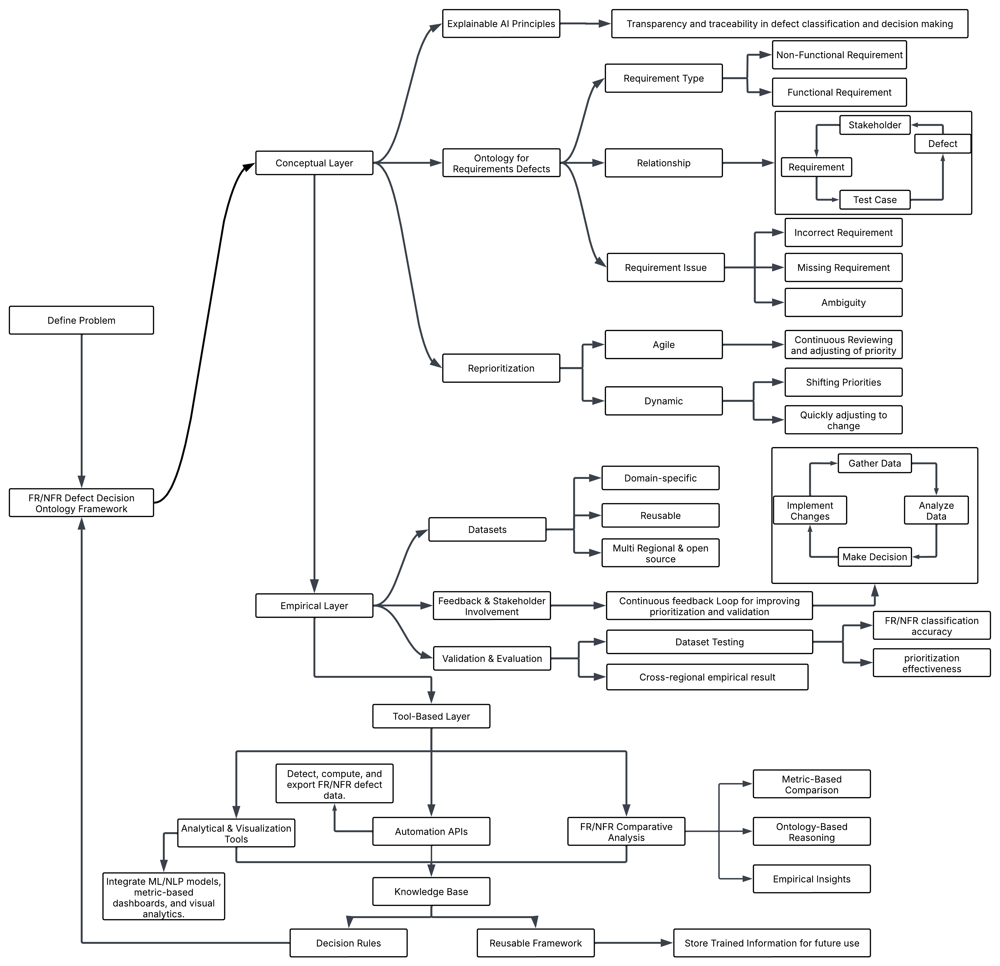 Explainable AI Principles
Transparency and traceability in defect classification and decision making
Non-Functional Requirement
Requirement Type
Functional Requirement
Stakeholder
Defect
Conceptual Layer
Ontology for
Requirements Defects
Relationship
Requirement
Test Case
Incorrect Requirement
Requirement Issue
Missing Requirement
Ambiguity
Define Problem
Agile
Continuous Reviewing
and adjusting of priority
Reprioritization
Shifting Priorities
Dynamic
Quickly adjusting to
change
Gather Data
Domain-specific
FR/NFR Defect Decision
Ontology Framework
Implement
Changes
Analyze
Data
Reusable
Datasets
Multi Regional & open
source
Make Decision
Empirical Layer
Feedback & Stakeholder
Involvement
Continuous feedback Loop for improving
prioritization and validation
FR/NFR classification
accuracy
Dataset Testing
Validation & Evaluation
prioritization
effectiveness
Cross-regional empirical result
Tool-Based Layer
Detect, compute, and
export FR/NFR defect
data.
Metric-Based
Comparison
Analytical & Visualization
Tools
Automation APIs
FR/NFR Comparative
Analysis
Ontology-Based
Reasoning
Integrate ML/NLP models,
metric-based
dashboards, and visual
analytics.
Empirical Insights
Knowledge Base
Decision Rules
Reusable Framework
Store Trained Information for future use